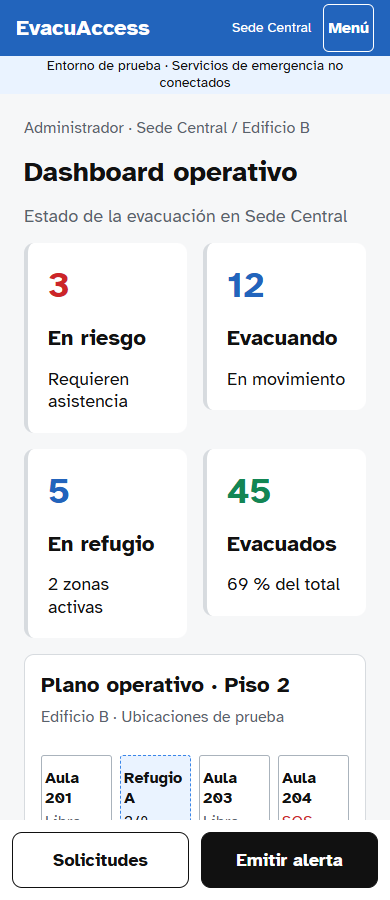 EvacuAccess
Sede Central
Menú
Entorno de prueba · Servicios de emergencia no
conectados
Administrador · Sede Central / Edificio B
Dashboard operativo
Estado de la evacuación en Sede Central
3
En riesgo
Requieren
asistencia
12
Evacuando
En movimiento
5
En refugio
2 zonas
activas
45
Evacuados
69 % del total
Plano operativo · Piso 2
Edificio B · Ubicaciones de prueba
Aula
201
Refugio
A
Aula
203
Aula
204
Solicitudes
Emitir alerta